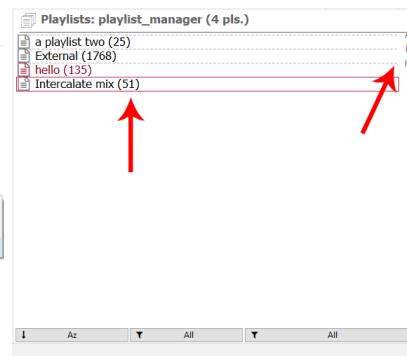 Playlists: playlist_manager (4 pls.)
a playlist two (25)
External (1768)
hello (135)
Intercalate mix (51)
Az
All
All